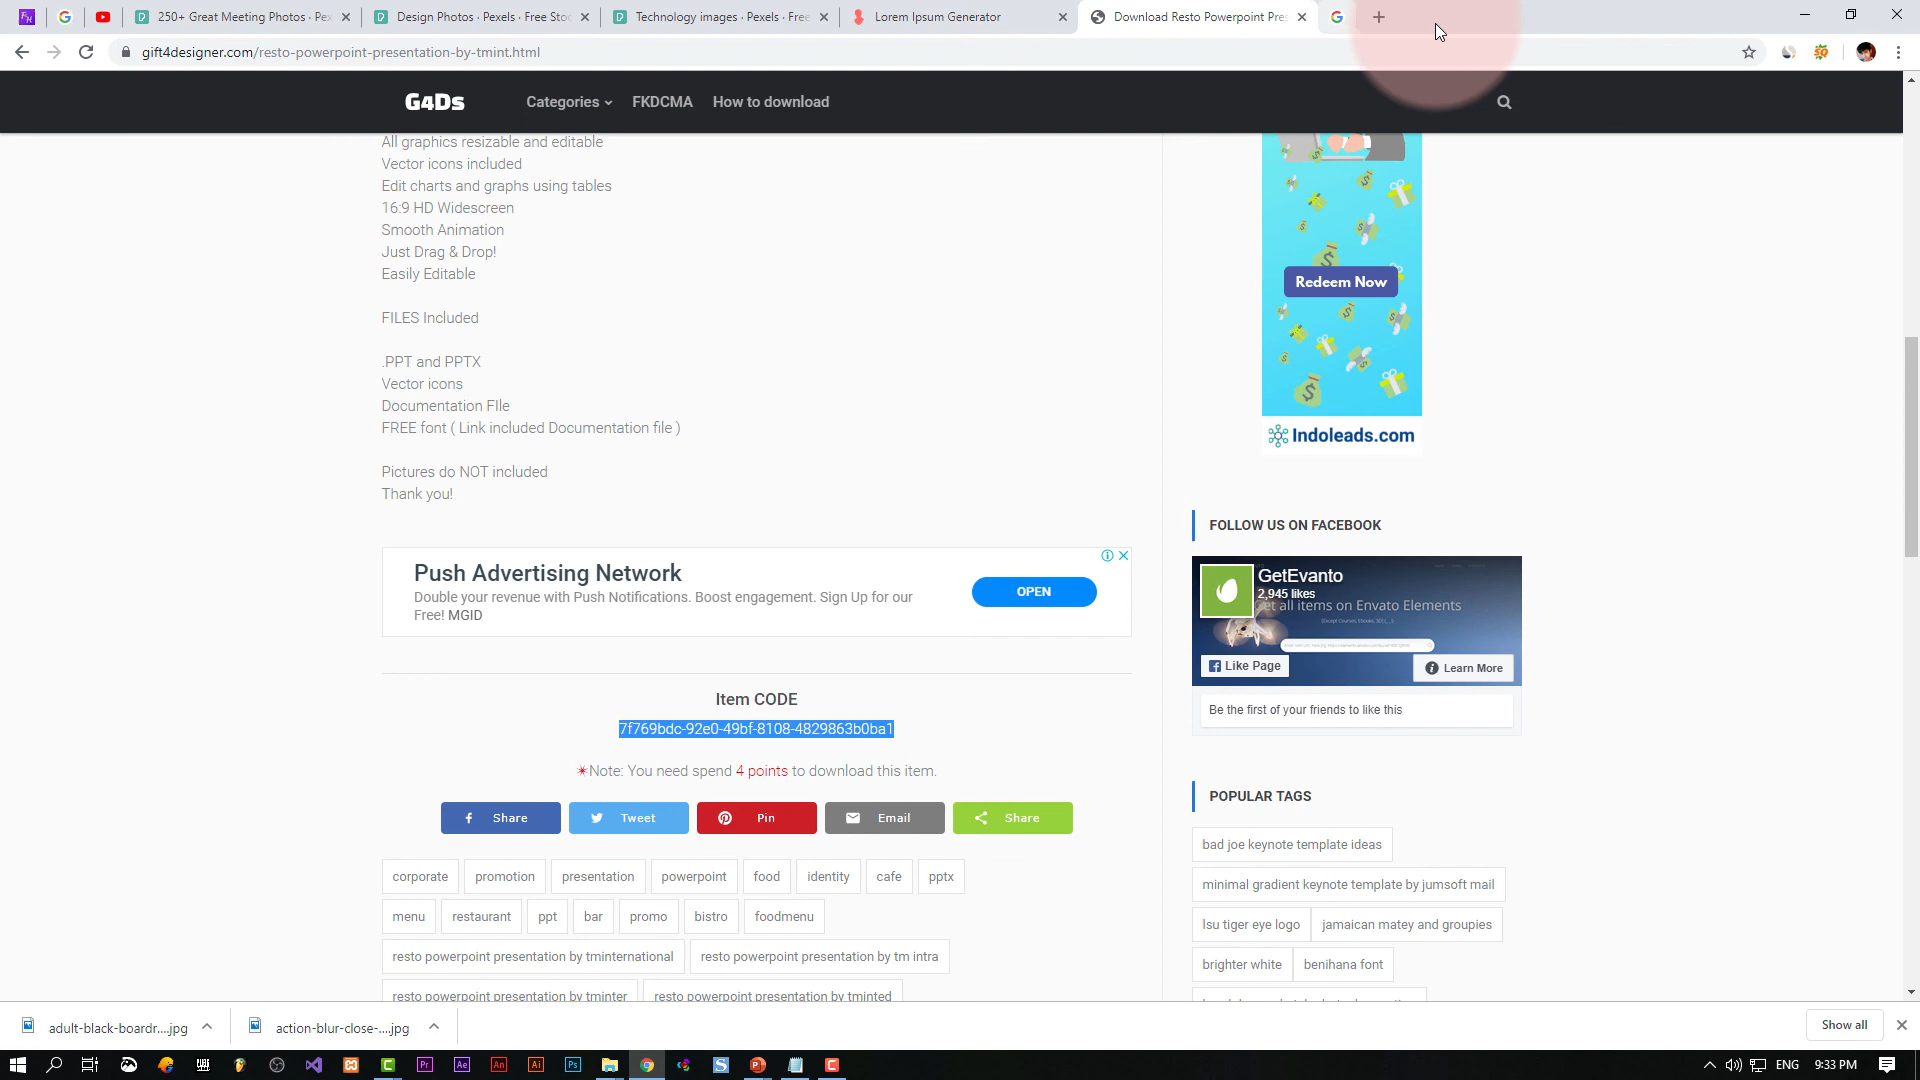 250+ Great Meeting Photos · Pex
Design Photos · Pexels · Free Stoc
Technology images · Pexels · Free
Lorem Ipsum Generator
Download Resto Powerpoint Pres
gift4designer.com/resto-powerpoint-presentation-by-tmint.html
G4Ds
Categories
FKDCMA
How to download
All graphics resizable and editable
Vector icons included
Edit charts and graphs using tables
16:9 HD Widescreen
Smooth Animation
Just Drag & Drop!
Easily Editable
FILES Included
.PPT and PPTX
Vector icons
Documentation FIle
FREE font ( Link included Documentation file )
Pictures do NOT included
Thank you!
Push Advertising Network
Double your revenue with Push Notifications. Boost engagement. Sign Up for our
Free! MGID
OPEN
Item CODE
7f769bdc-92e0-49bf-8108-4829863b0ba1
✴Note: You need spend 4 points to download this item.
Share
Tweet
Pin
Email
Share
corporate
promotion
presentation
powerpoint
food
identity
cafe
pptx
menu
restaurant
ppt
bar
promo
bistro
foodmenu
resto powerpoint presentation by tminternational
resto powerpoint presentation by tm intra
resto powerpoint presentation by tminter
resto powerpoint presentation by tminted
Redeem Now
Indoleads.com
FOLLOW US ON FACEBOOK
GetEvanto
2,945 likes
Get all items on Envato Elements
Like Page
Learn More
Be the first of your friends to like this
POPULAR TAGS
bad joe keynote template ideas
minimal gradient keynote template by jumsoft mail
lsu tiger eye logo
jamaican matey and groupies
brighter white
benihana font
adult-black-boardr....jpg
action-blur-close-....jpg
Show all
ENG
9:33 PM